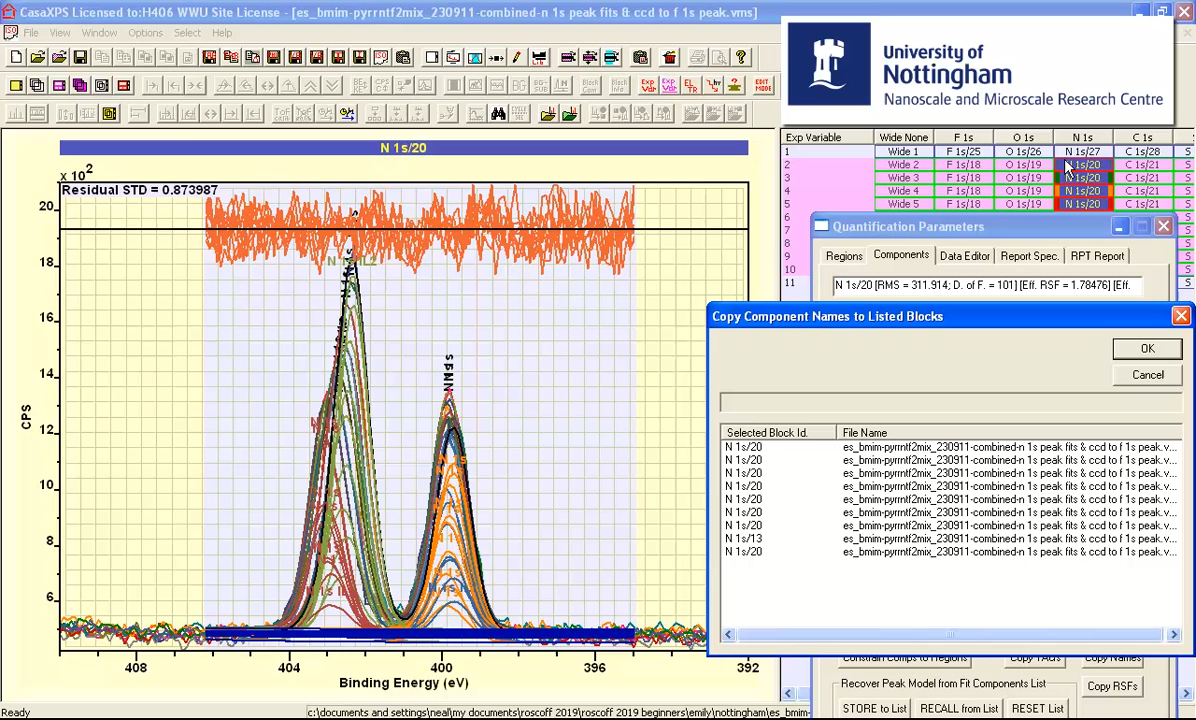 CasaXPS Licensed to:H406 WWU Site License - [es_bmim-pyrrntf2mix_230911-combined-n 1s peak fits & ccd to f 1s peak.vms]
File View Window Options Select Help
University of
Nottingham
Nanoscale and Microscale Research Centre
N 1s/20
Exp Variable Wide None F 1s O 1s N 1s C 1s
1 Wide 1 F 1s/25 O 1s/26 N 1s/27 C 1s/28 S
2 Wide 2 F 1s/18 O 1s/19 N 1s/20 C 1s/21 S
3 Wide 3 F 1s/18 O 1s/19 N 1s/20 C 1s/21 S
4 Wide 4 F 1s/18 O 1s/19 N 1s/20 C 1s/21 S
5 Wide 5 F 1s/18 O 1s/19 N 1s/20 C 1s/21 S
6
7
8
9
10
11
x 10²
Residual STD = 0.873987
20
18
16
14
12
10
8
6
CPS
408 404 400 396 392
Binding Energy (eV)
Quantification Parameters
Regions Components Data Editor Report Spec. RPT Report
N 1s/20 [RMS = 311.914; D. of F. = 101] [Eff. RSF = 1.78476] [Eff.
Copy Component Names to Listed Blocks
OK
Cancel
Selected Block Id. File Name
N 1s/20 es_bmim-pyrrntf2mix_230911-combined-n 1s peak fits & ccd to f 1s peak.v...
N 1s/20 es_bmim-pyrrntf2mix_230911-combined-n 1s peak fits & ccd to f 1s peak.v...
N 1s/20 es_bmim-pyrrntf2mix_230911-combined-n 1s peak fits & ccd to f 1s peak.v...
N 1s/20 es_bmim-pyrrntf2mix_230911-combined-n 1s peak fits & ccd to f 1s peak.v...
N 1s/20 es_bmim-pyrrntf2mix_230911-combined-n 1s peak fits & ccd to f 1s peak.v...
N 1s/20 es_bmim-pyrrntf2mix_230911-combined-n 1s peak fits & ccd to f 1s peak.v...
N 1s/20 es_bmim-pyrrntf2mix_230911-combined-n 1s peak fits & ccd to f 1s peak.v...
N 1s/13 es_bmim-pyrrntf2mix_230911-combined-n 1s peak fits & ccd to f 1s peak.v...
N 1s/20 es_bmim-pyrrntf2mix_230911-combined-n 1s peak fits & ccd to f 1s peak.v...
Constrain Comps to Regions Copy Names
Recover Peak Model from Fit Components List
Copy RSFs
STORE to List RECALL from List RESET List
Ready
c:\documents and settings\neal\my documents\roscoff 2019\roscoff 2019 beginners\emily\nottingham\es_bmim-